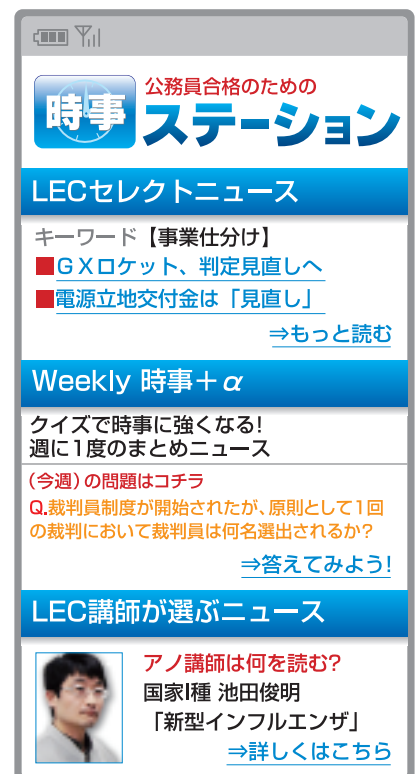 公務員合格のための
時事
ステーション
LECセレクトニュース
キーワード【事業仕分け】
■GXロケット、判定見直しへ
■電源立地交付金は「見直し」
⇒もっと読む
Weekly 時事+α
クイズで時事に強くなる!
週に1度のまとめニュース
(今週)の問題はコチラ
Q.裁判員制度が開始されたが、原則として1回
の裁判において裁判員は何名選出されるか?
⇒答えてみよう!
LEC講師が選ぶニュース
アノ講師は何を読む?
国家Ⅰ種 池田俊明
「新型インフルエンザ」
⇒詳しくはこちら